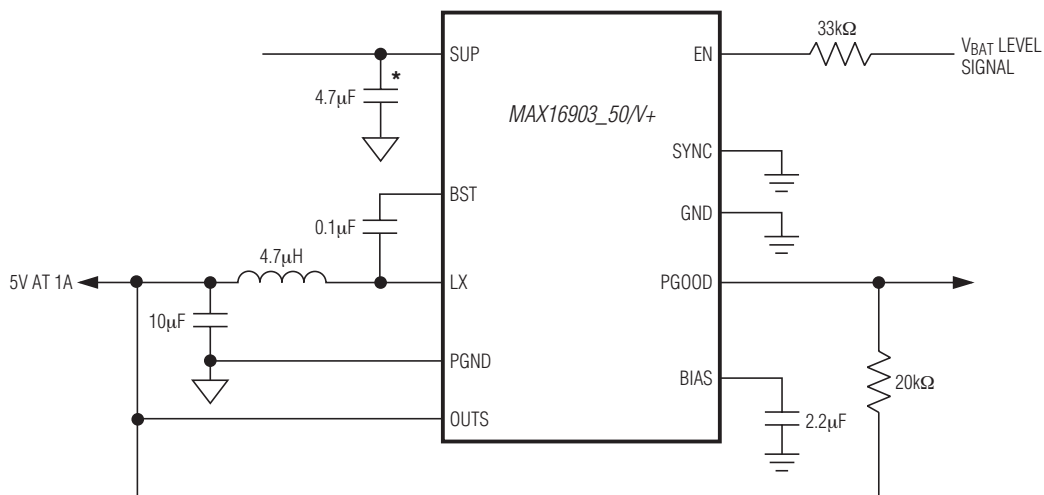 SUP
*
4.7µF
MAX16903_50/V+
EN
33kΩ
VBAT LEVEL
SIGNAL
SYNC
BST
0.1µF
GND
4.7µH
5V AT 1A
LX
PGOOD
10µF
PGND
BIAS
20kΩ
OUTS
2.2µF